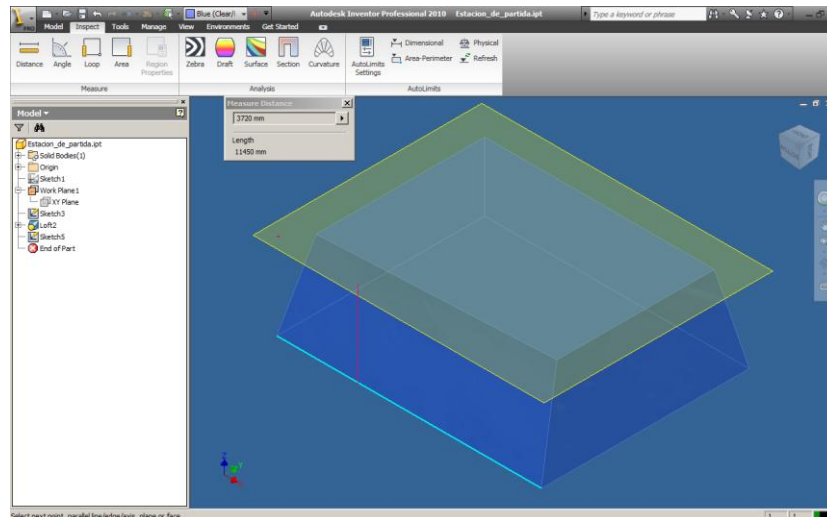 Blue (Clear/l
Autodesk Inventor Professional 2010 Estacion_de_partida.ipt
Type a keyword or phrase
PRO
Model Inspect Tools Manage View Environments Get Started
Distance Angle Loop Area Region Properties
Zebra Draft Surface Section Curvature
AutoLimits Settings
Dimensional Physical
Area-Perimeter Refresh
Measure Analysis AutoLimits
Model
Measure Distance
3720 mm
Length
11450 mm
Estacion_de_partida.ipt
Solid Bodies(1)
Origin
Sketch1
Work Plane1
XY Plane
Sketch3
Loft2
Sketch5
End of Part
Select next point, parallel line/edge/axis, plane or face
1 1